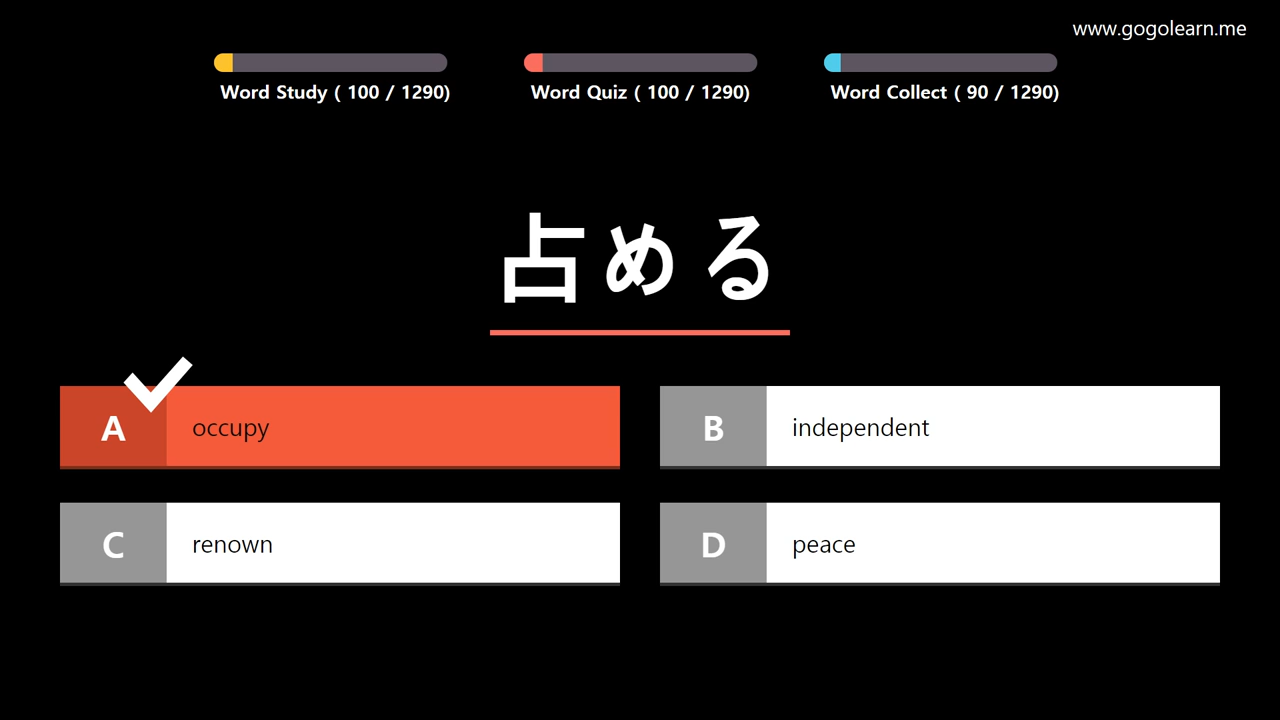 www.gogolearn.me
Word Study ( 100 / 1290)
Word Quiz ( 100 / 1290)
Word Collect ( 90 / 1290)
占める
A occupy
B independent
C renown
D peace